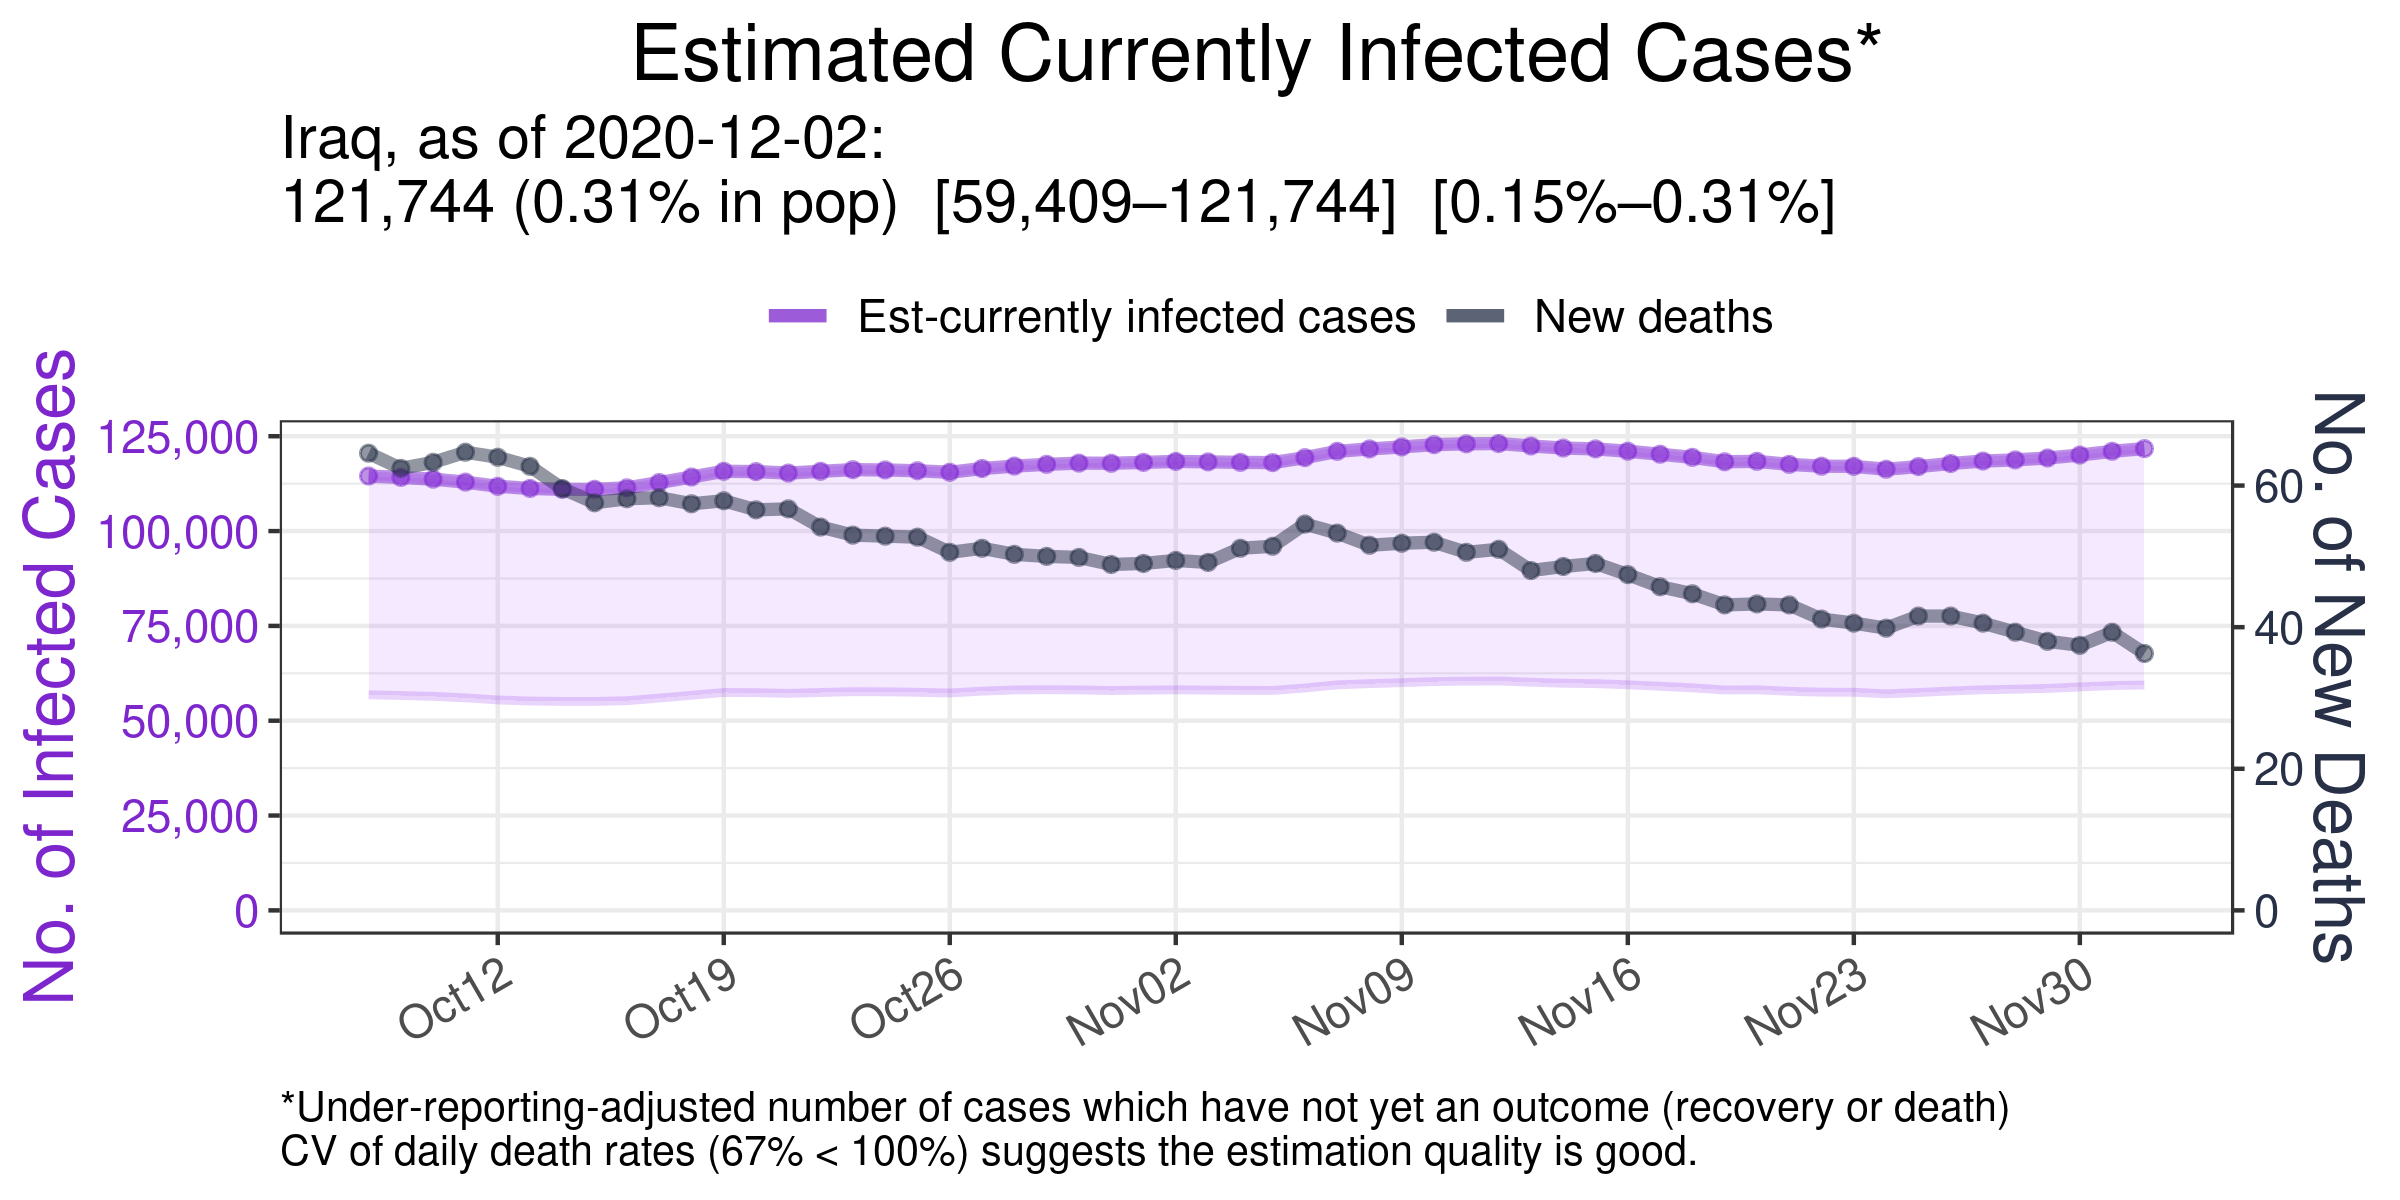 Estimated Currently Infected Cases*
Iraq, as of 2020-12-02:
121,744 (0.31% in pop)  [59,409–121,744]  [0.15%–0.31%]
Est-currently infected cases
New deaths
No. of Infected Cases
125,000
100,000
75,000
50,000
25,000
0
No. of New Deaths
60
40
20
0
Oct12
Oct19
Oct26
Nov02
Nov09
Nov16
Nov23
Nov30
*Under-reporting-adjusted number of cases which have not yet an outcome (recovery or death)
CV of daily death rates (67% < 100%) suggests the estimation quality is good.